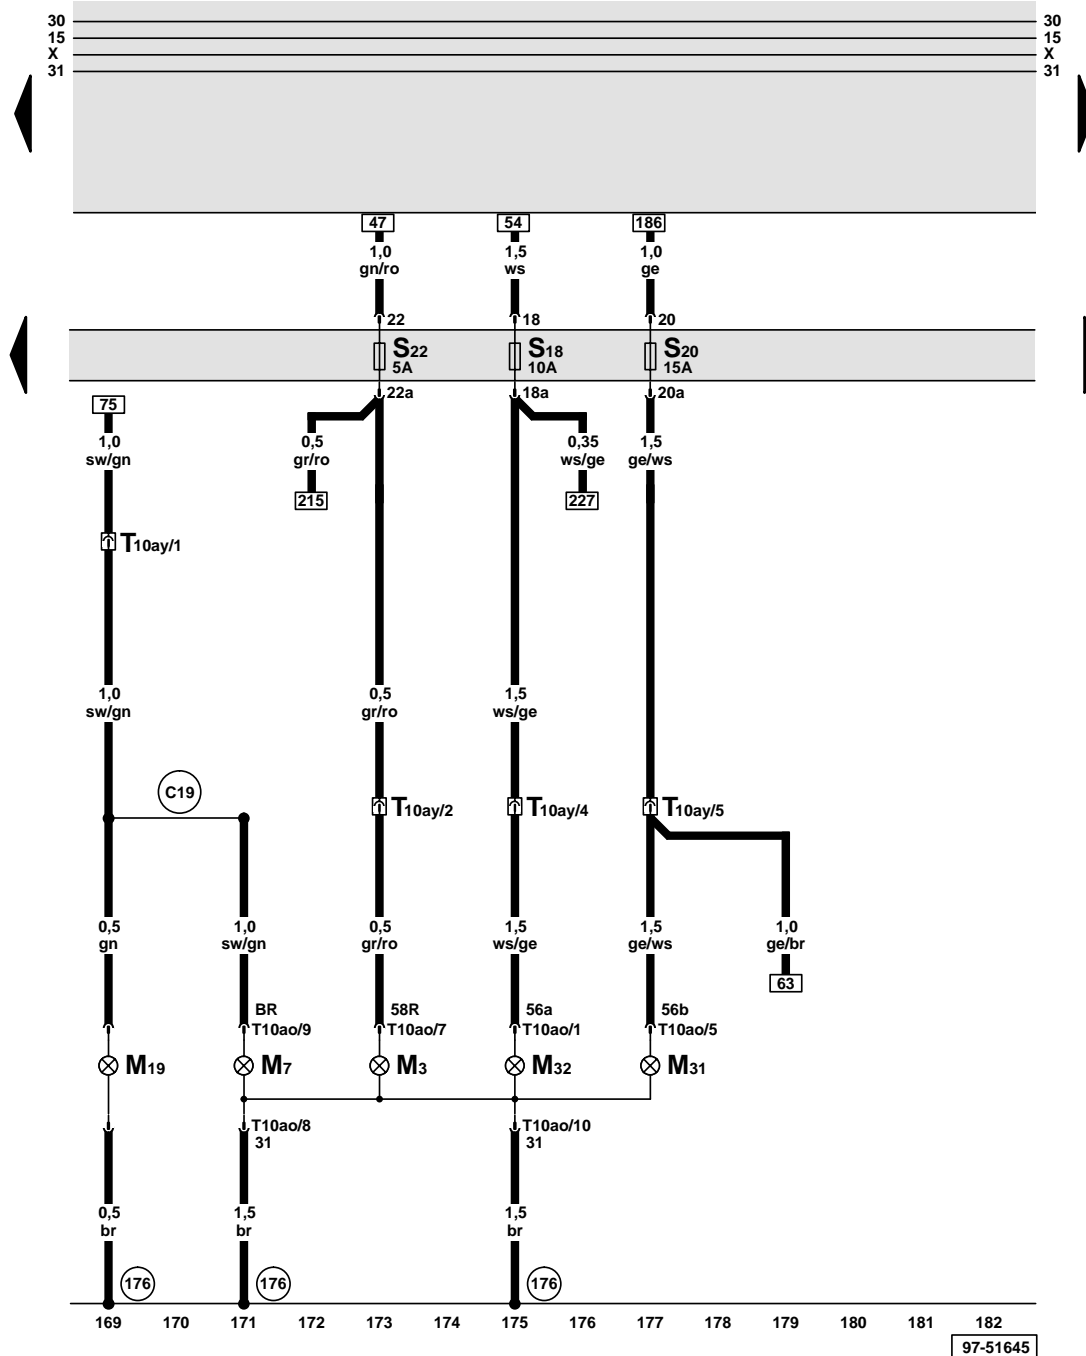 30 30
15 15
X X
31 31
47 54 186
1,0 1,5 1,0
gn/ro ws ge
22 18 20
S22 S18 S20
5A 10A 15A
22a 18a 20a
75
1,0 0,5 0,35 1,5
sw/gn gr/ro ws/ge ge/ws
215 227
T10ay/1
1,0 0,5 1,5
sw/gn gr/ro ws/ge
C19
T10ay/2 T10ay/4 T10ay/5
0,5 1,0 0,5 1,5 1,5 1,0
gn sw/gn gr/ro ws/ge ge/ws ge/br
63
BR 58R 56a 56b
T10ao/9 T10ao/7 T10ao/1 T10ao/5
M19 M7 M3 M32 M31
T10ao/8 T10ao/10
31 31
0,5 1,5 1,5
br br br
176 176 176
169 170 171 172 173 174 175 176 177 178 179 180 181 182
97-51645